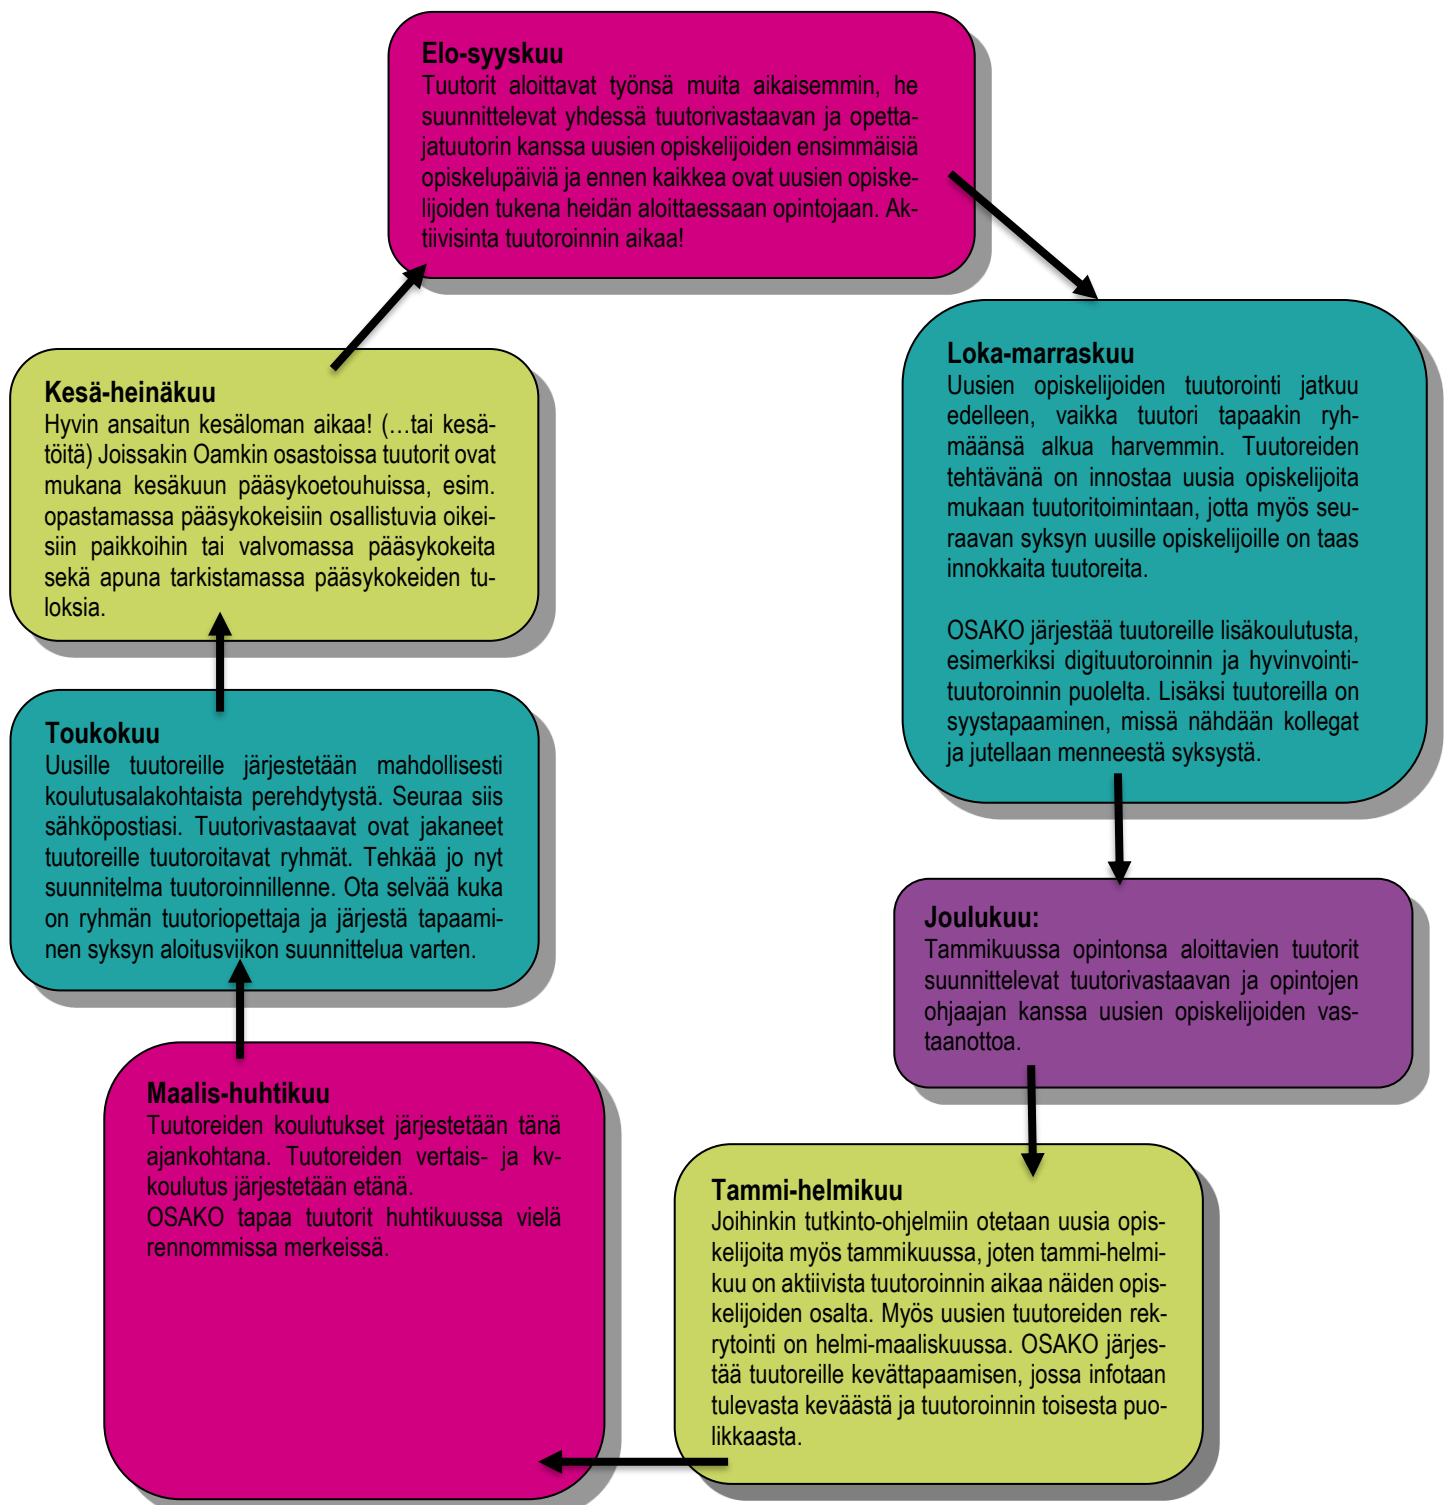 Elo-syyskuu
Tuutorit aloittavat työnsä muita aikaisemmin, he
suunnittelevat yhdessä tuutorivastaavan ja opetta-
jatuutorin kanssa uusien opiskelijoiden ensimmäisiä
opiskelupäiviä ja ennen kaikkea ovat uusien opiske-
lijoiden tukena heidän aloittaessaan opintojaan. Ak-
tiivisinta tuutoroinnin aikaa!
Loka-marraskuu
Uusien opiskelijoiden tuutorointi jatkuu
edelleen, vaikka tuutori tapaakin ryh-
määnsä alkua harvemmin. Tuutoreiden
tehtävänä on innostaa uusia opiskelijoita
mukaan tuutoritoimintaan, jotta myös seu-
raavan syksyn uusille opiskelijoille on taas
innokkaita tuutoreita.
OSAKO järjestää tuutoreille lisäkoulutusta,
esimerkiksi digituutoroinnin ja hyvinvointi-
tuutoroinnin puolelta. Lisäksi tuutoreilla on
syystapaaminen, missä nähdään kollegat
ja jutellaan menneestä syksystä.
Joulukuu:
Tammikuussa opintonsa aloittavien tuutorit
suunnittelevat tuutorivastaavan ja opintojen
ohjaajan kanssa uusien opiskelijoiden vas-
taanottoa.
Tammi-helmikuu
Joihinkin tutkinto-ohjelmiin otetaan uusia opis-
kelijoita myös tammikuussa, joten tammi-helmi-
kuu on aktiivista tuutoroinnin aikaa näiden opis-
kelijoiden osalta. Myös uusien tuutoreiden rek-
rytointi on helmi-maaliskuussa. OSAKO järjes-
tää tuutoreille kevättapaamisen, jossa infotaan
tulevasta keväästä ja tuutoroinnin toisesta puo-
likkaasta.
Maalis-huhtikuu
Tuutoreiden koulutukset järjestetään tänä
ajankohtana. Tuutoreiden vertais- ja kv-
koulutus järjestetään etänä.
OSAKO tapaa tuutorit huhtikuussa vielä
rennommissa merkeissä.
Toukokuu
Uusille tuutoreille järjestetään mahdollisesti
koulutusalakohtaista perehdytystä. Seuraa siis
sähköpostiasi. Tuutorivastaavat ovat jakaneet
tuutoreille tuutoroitavat ryhmät. Tehkää jo nyt
suunnitelma tuutoroinnillenne. Ota selvää kuka
on ryhmän tuutoriopettaja ja järjestä tapaami-
nen syksyn aloitusviikon suunnittelua varten.
Kesä-heinäkuu
Hyvin ansaitun kesäloman aikaa! (…tai kesä-
töitä) Joissakin Oamkin osastoissa tuutorit ovat
mukana kesäkuun pääsykoetouhuissa, esim.
opastamassa pääsykokeisiin osallistuvia oikei-
siin paikkoihin tai valvomassa pääsykokeita
sekä apuna tarkistamassa pääsykokeiden tu-
loksia.